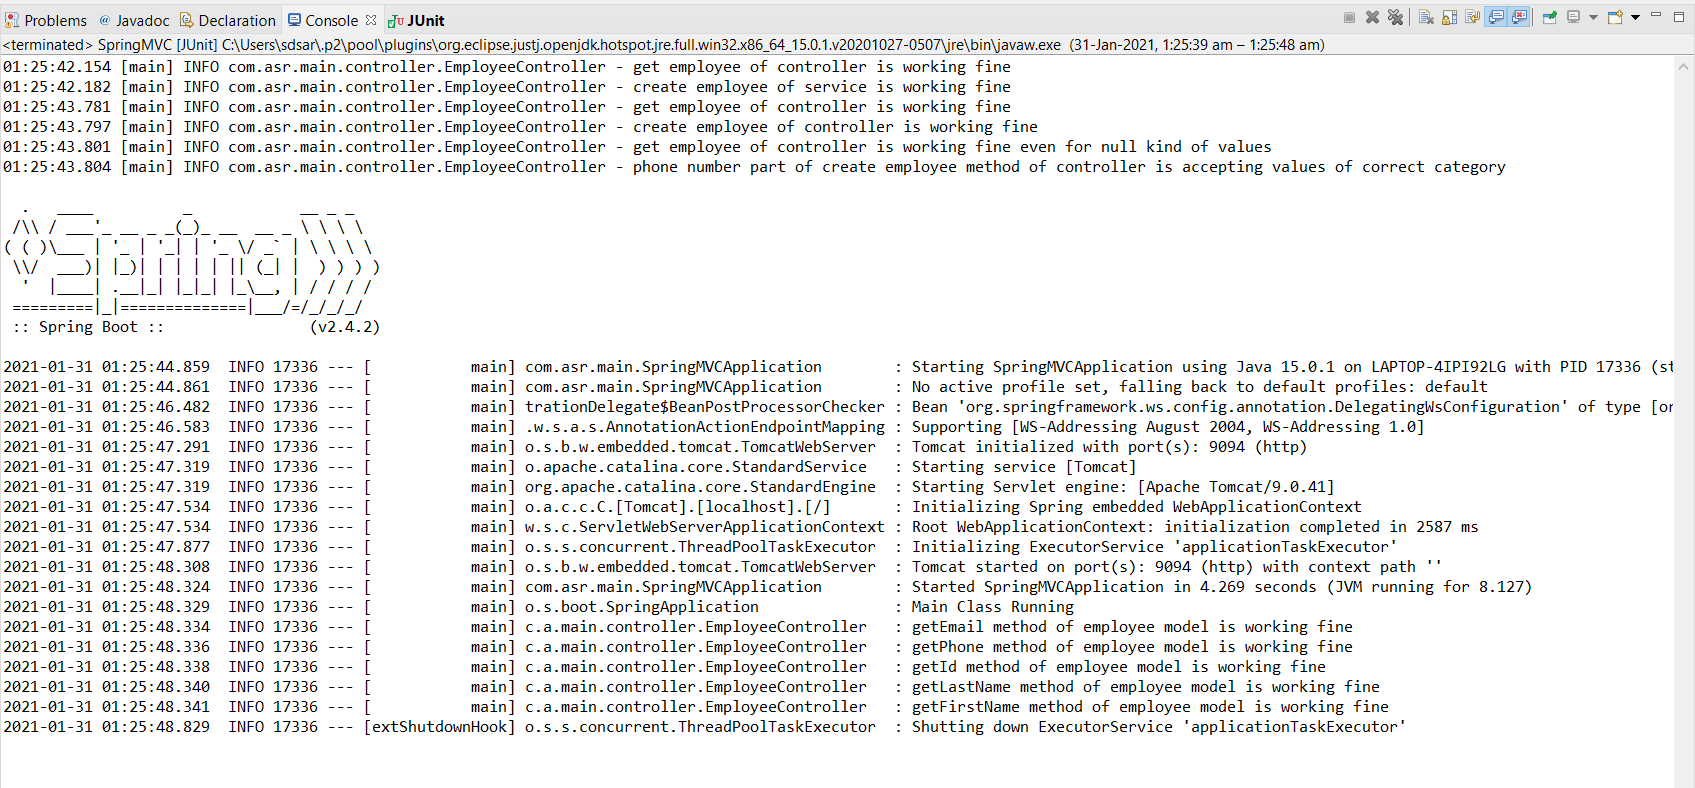 Problems @ Javadoc Declaration Console JUnit
<terminated> SpringMVC [JUnit] C:\Users\sdsar\.p2\pool\plugins\org.eclipse.justj.openjdk.hotspot.jre.full.win32.x86_64_15.0.1.v20201027-0507\jre\bin\javaw.exe (31-Jan-2021, 1:25:39 am – 1:25:48 am)
01:25:42.154 [main] INFO com.asr.main.controller.EmployeeController - get employee of controller is working fine
01:25:42.182 [main] INFO com.asr.main.controller.EmployeeController - create employee of service is working fine
01:25:43.781 [main] INFO com.asr.main.controller.EmployeeController - get employee of controller is working fine
01:25:43.797 [main] INFO com.asr.main.controller.EmployeeController - create employee of controller is working fine
01:25:43.801 [main] INFO com.asr.main.controller.EmployeeController - get employee of controller is working fine even for null kind of values
01:25:43.804 [main] INFO com.asr.main.controller.EmployeeController - phone number part of create employee method of controller is accepting values of correct category
  .   ____          _            __ _ _
 /\\ / ___'_ __ _ _(_)_ __  __ _ \ \ \ \
( ( )\___ | '_ | '_| | '_ \/ _` | \ \ \ \
 \\/  ___)| |_)| | | | | || (_| |  ) ) ) )
  '  |____| .__|_| |_|_| |_\__, | / / / /
 =========|_|==============|___/=/_/_/_/
 :: Spring Boot ::                (v2.4.2)
2021-01-31 01:25:44.859  INFO 17336 --- [           main] com.asr.main.SpringMVCApplication        : Starting SpringMVCApplication using Java 15.0.1 on LAPTOP-4IPI92LG with PID 17336 (st
2021-01-31 01:25:44.861  INFO 17336 --- [           main] com.asr.main.SpringMVCApplication        : No active profile set, falling back to default profiles: default
2021-01-31 01:25:46.482  INFO 17336 --- [           main] trationDelegate$BeanPostProcessorChecker : Bean 'org.springframework.ws.config.annotation.DelegatingWsConfiguration' of type [or
2021-01-31 01:25:46.583  INFO 17336 --- [           main] .w.s.a.s.AnnotationActionEndpointMapping : Supporting [WS-Addressing August 2004, WS-Addressing 1.0]
2021-01-31 01:25:47.291  INFO 17336 --- [           main] o.s.b.w.embedded.tomcat.TomcatWebServer  : Tomcat initialized with port(s): 9094 (http)
2021-01-31 01:25:47.319  INFO 17336 --- [           main] o.apache.catalina.core.StandardService   : Starting service [Tomcat]
2021-01-31 01:25:47.319  INFO 17336 --- [           main] org.apache.catalina.core.StandardEngine  : Starting Servlet engine: [Apache Tomcat/9.0.41]
2021-01-31 01:25:47.534  INFO 17336 --- [           main] o.a.c.c.C.[Tomcat].[localhost].[/]       : Initializing Spring embedded WebApplicationContext
2021-01-31 01:25:47.534  INFO 17336 --- [           main] w.s.c.ServletWebServerApplicationContext : Root WebApplicationContext: initialization completed in 2587 ms
2021-01-31 01:25:47.877  INFO 17336 --- [           main] o.s.s.concurrent.ThreadPoolTaskExecutor  : Initializing ExecutorService 'applicationTaskExecutor'
2021-01-31 01:25:48.308  INFO 17336 --- [           main] o.s.b.w.embedded.tomcat.TomcatWebServer  : Tomcat started on port(s): 9094 (http) with context path ''
2021-01-31 01:25:48.324  INFO 17336 --- [           main] com.asr.main.SpringMVCApplication        : Started SpringMVCApplication in 4.269 seconds (JVM running for 8.127)
2021-01-31 01:25:48.329  INFO 17336 --- [           main] o.s.boot.SpringApplication               : Main Class Running
2021-01-31 01:25:48.334  INFO 17336 --- [           main] c.a.main.controller.EmployeeController   : getEmail method of employee model is working fine
2021-01-31 01:25:48.336  INFO 17336 --- [           main] c.a.main.controller.EmployeeController   : getPhone method of employee model is working fine
2021-01-31 01:25:48.338  INFO 17336 --- [           main] c.a.main.controller.EmployeeController   : getId method of employee model is working fine
2021-01-31 01:25:48.340  INFO 17336 --- [           main] c.a.main.controller.EmployeeController   : getLastName method of employee model is working fine
2021-01-31 01:25:48.341  INFO 17336 --- [           main] c.a.main.controller.EmployeeController   : getFirstName method of employee model is working fine
2021-01-31 01:25:48.829  INFO 17336 --- [extShutdownHook] o.s.s.concurrent.ThreadPoolTaskExecutor  : Shutting down ExecutorService 'applicationTaskExecutor'